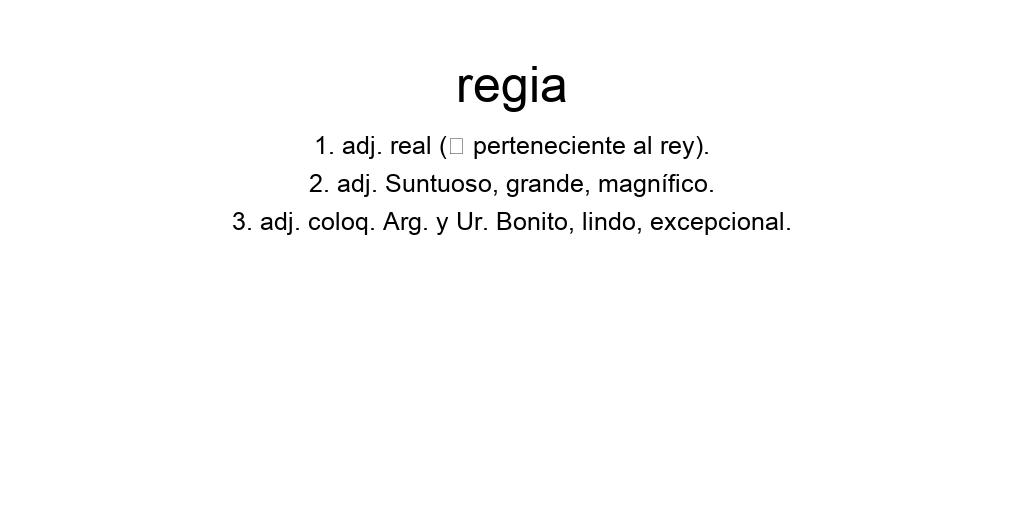 regia
1. adj. real (□ perteneciente al rey).
2. adj. Suntuoso, grande, magnífico.
3. adj. coloq. Arg. y Ur. Bonito, lindo, excepcional.